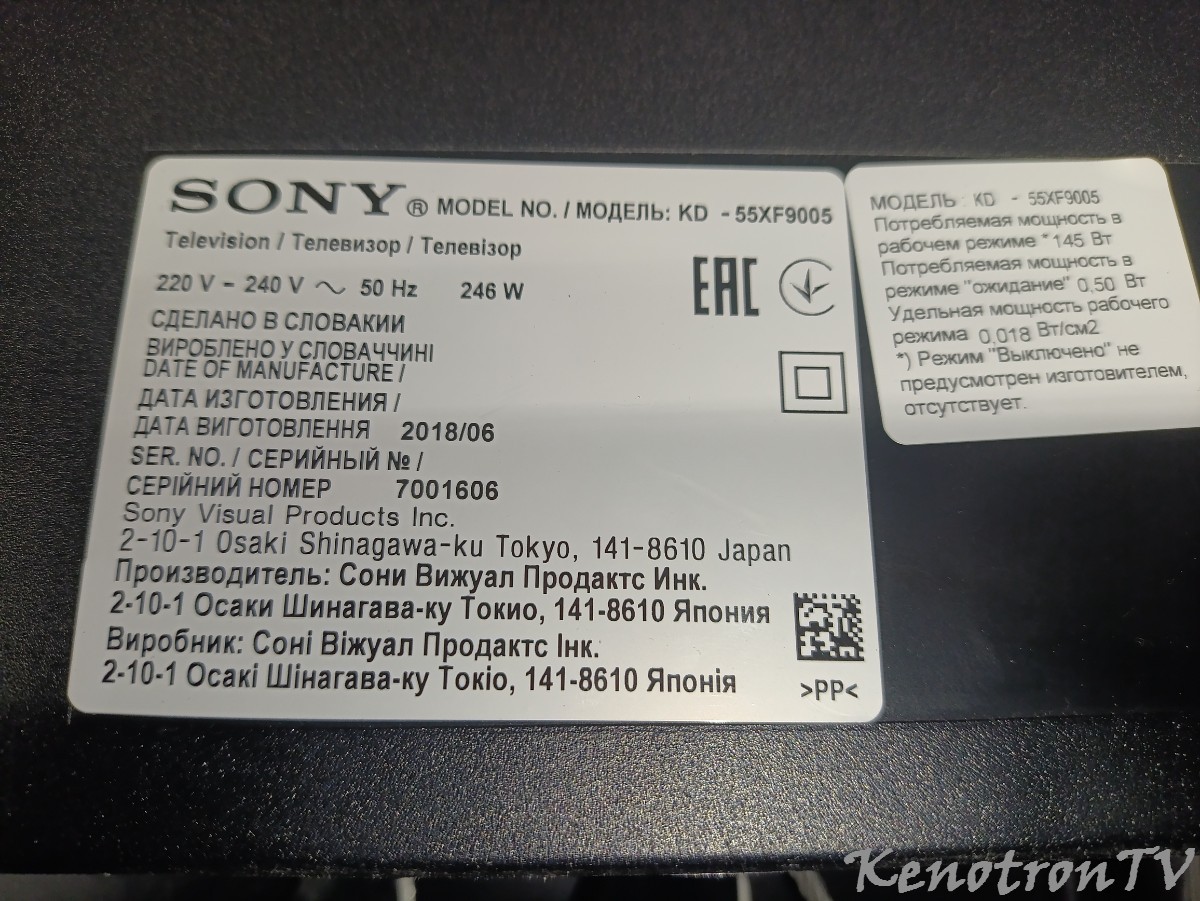 SONY® MODEL NO. / МОДЕЛЬ: KD - 55XF9005
Television / Телевизор / Телевізор
220 V - 240 V ~ 50 Hz 246 W
EAC
СДЕЛАНО В СЛОВАКИИ
ВИРОБЛЕНО У СЛОВАЧЧИНІ
DATE OF MANUFACTURE /
ДАТА ИЗГОТОВЛЕНИЯ /
ДАТА ВИГОТОВЛЕННЯ 2018/06
SER. NO. / СЕРИЙНЫЙ № /
СЕРІЙНИЙ НОМЕР 7001606
Sony Visual Products Inc.
2-10-1 Osaki Shinagawa-ku Tokyo, 141-8610 Japan
Производитель: Сони Вижуал Продактс Инк.
2-10-1 Осаки Шинагава-ку Токио, 141-8610 Япония
Виробник: Соні Віжуал Продактс Інк.
2-10-1 Осакі Шінагава-ку Токіо, 141-8610 Японія
>PP<
МОДЕЛЬ : KD - 55XF9005
Потребляемая мощность в
рабочем режиме *145 Вт
Потребляемая мощность в
режиме "ожидание" 0,50 Вт
Удельная мощность рабочего
режима 0,018 Вт/см2
*) Режим "Выключено" не
предусмотрен изготовителем,
отсутствует.
KenotronTV